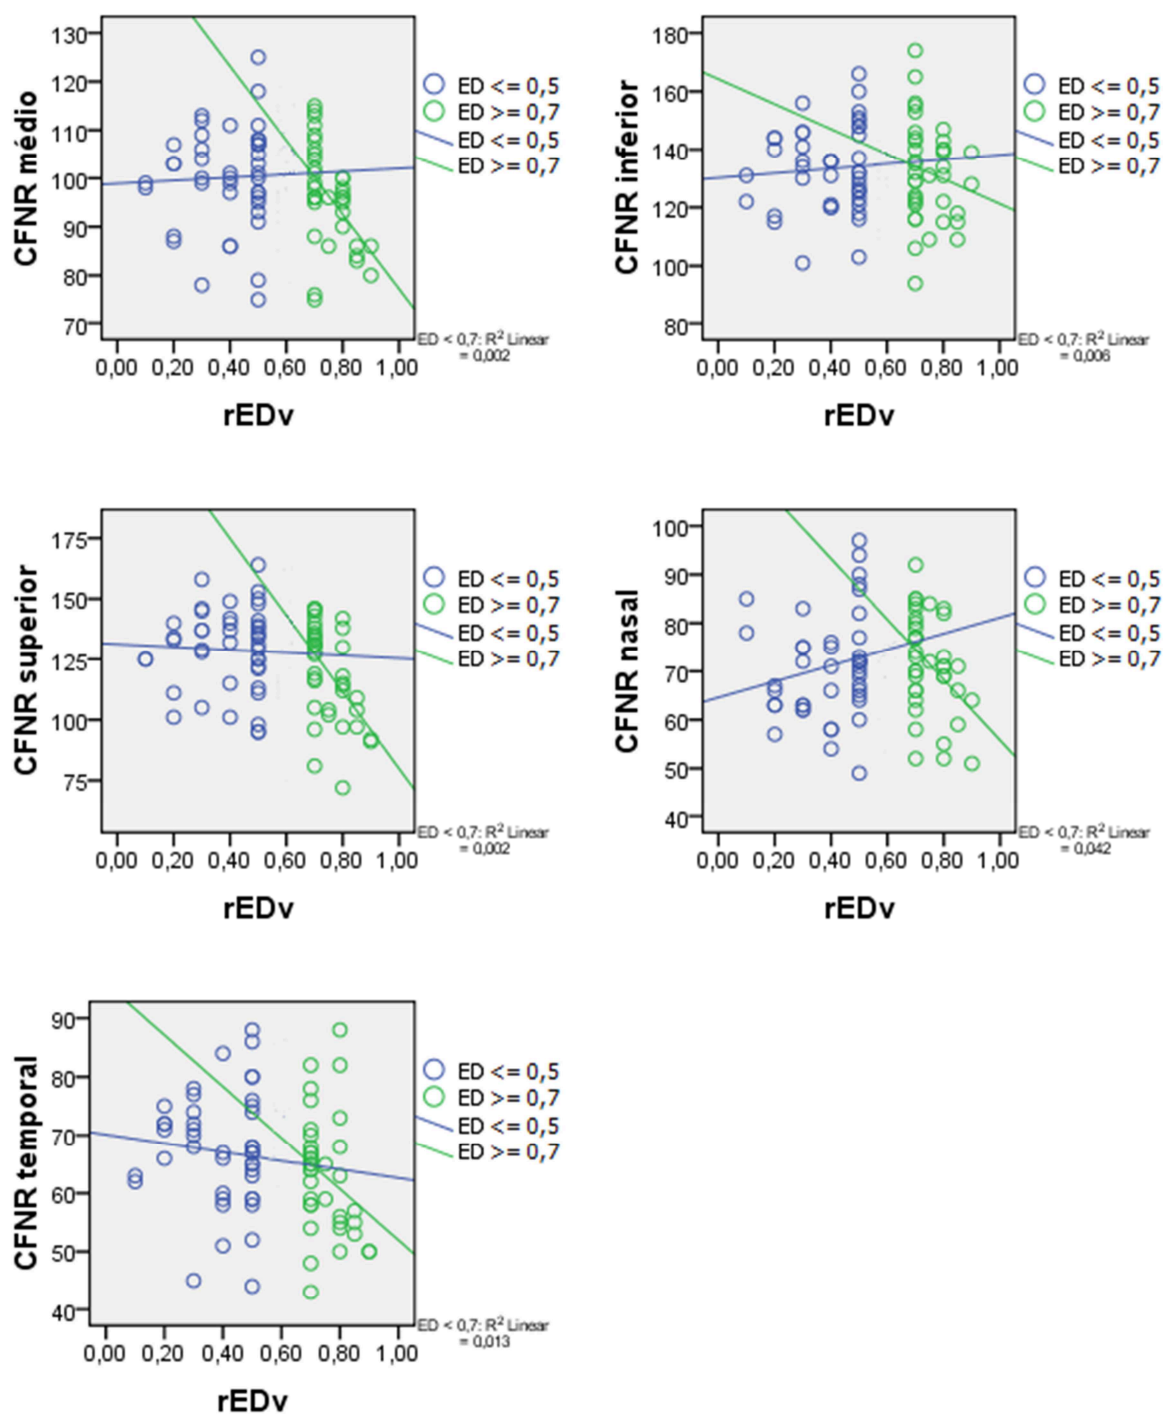 CFNR médio
130
120
110
100
90
80
70
0,00 0,20 0,40 0,60 0,80 1,00
rEDv
ED <= 0,5
ED >= 0,7
ED <= 0,5
ED >= 0,7
ED < 0,7: R² Linear
= 0,002
CFNR inferior
180
160
140
120
100
80
0,00 0,20 0,40 0,60 0,80 1,00
rEDv
ED <= 0,5
ED >= 0,7
ED <= 0,5
ED >= 0,7
ED < 0,7: R² Linear
= 0,006
CFNR superior
175
150
125
100
75
0,00 0,20 0,40 0,60 0,80 1,00
rEDv
ED <= 0,5
ED >= 0,7
ED <= 0,5
ED >= 0,7
ED < 0,7: R² Linear
= 0,002
CFNR nasal
100
90
80
70
60
50
40
0,00 0,20 0,40 0,60 0,80 1,00
rEDv
ED <= 0,5
ED >= 0,7
ED <= 0,5
ED >= 0,7
ED < 0,7: R² Linear
= 0,042
CFNR temporal
90
80
70
60
50
40
0,00 0,20 0,40 0,60 0,80 1,00
rEDv
ED <= 0,5
ED >= 0,7
ED <= 0,5
ED >= 0,7
ED < 0,7: R² Linear
= 0,013